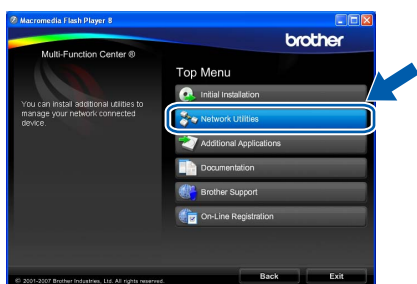 Macromedia Flash Player 8
brother
Multi-Function Center ®
Top Menu
Initial Installation
You can install additional utilities to
manage your network connected
device.
Network Utilities
Additional Applications
Documentation
Brother Support
On-Line Registration
© 2001-2007 Brother Industries, Ltd. All rights reserved.
Back
Exit